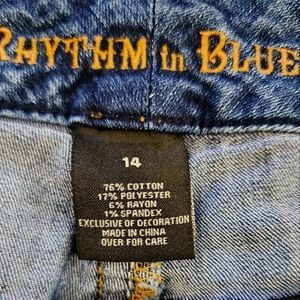 RHYTHM in BLUE
14
76% COTTON
17% POLYESTER
6% RAYON
1% SPANDEX
EXCLUSIVE OF DECORATION
MADE IN CHINA
OVER FOR CARE